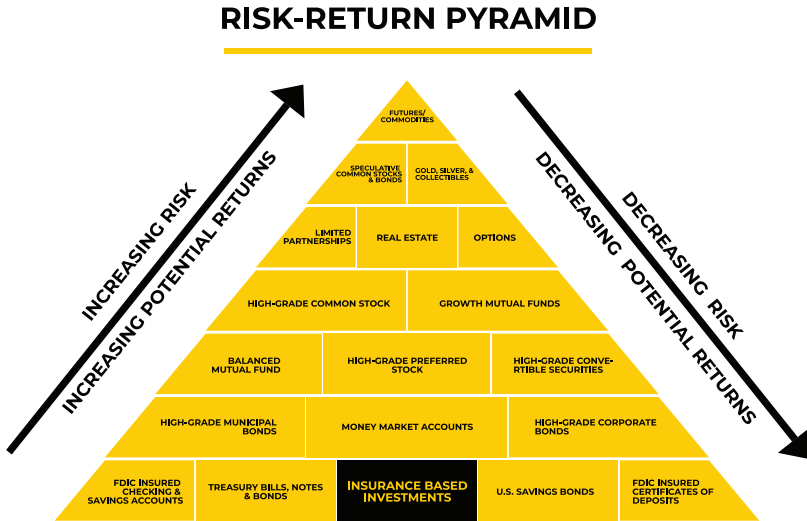 RISK-RETURN PYRAMID
INCREASING RISK
INCREASING POTENTIAL RETURNS
DECREASING RISK
DECREASING POTENTIAL RETURNS
FUTURES/
COMMODITIES
SPECULATIVE
COMMON STOCKS
& BONDS
GOLD, SILVER, &
COLLECTIBLES
LIMITED
PARTNERSHIPS
REAL ESTATE
OPTIONS
HIGH-GRADE COMMON STOCK
GROWTH MUTUAL FUNDS
BALANCED
MUTUAL FUND
HIGH-GRADE PREFERRED
STOCK
HIGH-GRADE CONVE-
RTIBLE SECURITIES
HIGH-GRADE MUNICIPAL
BONDS
MONEY MARKET ACCOUNTS
HIGH-GRADE CORPORATE
BONDS
FDIC INSURED
CHECKING &
SAVINGS ACCOUNTS
TREASURY BILLS, NOTES
& BONDS
INSURANCE BASED
INVESTMENTS
U.S. SAVINGS BONDS
FDIC INSURED
CERTIFICATES OF
DEPOSITS